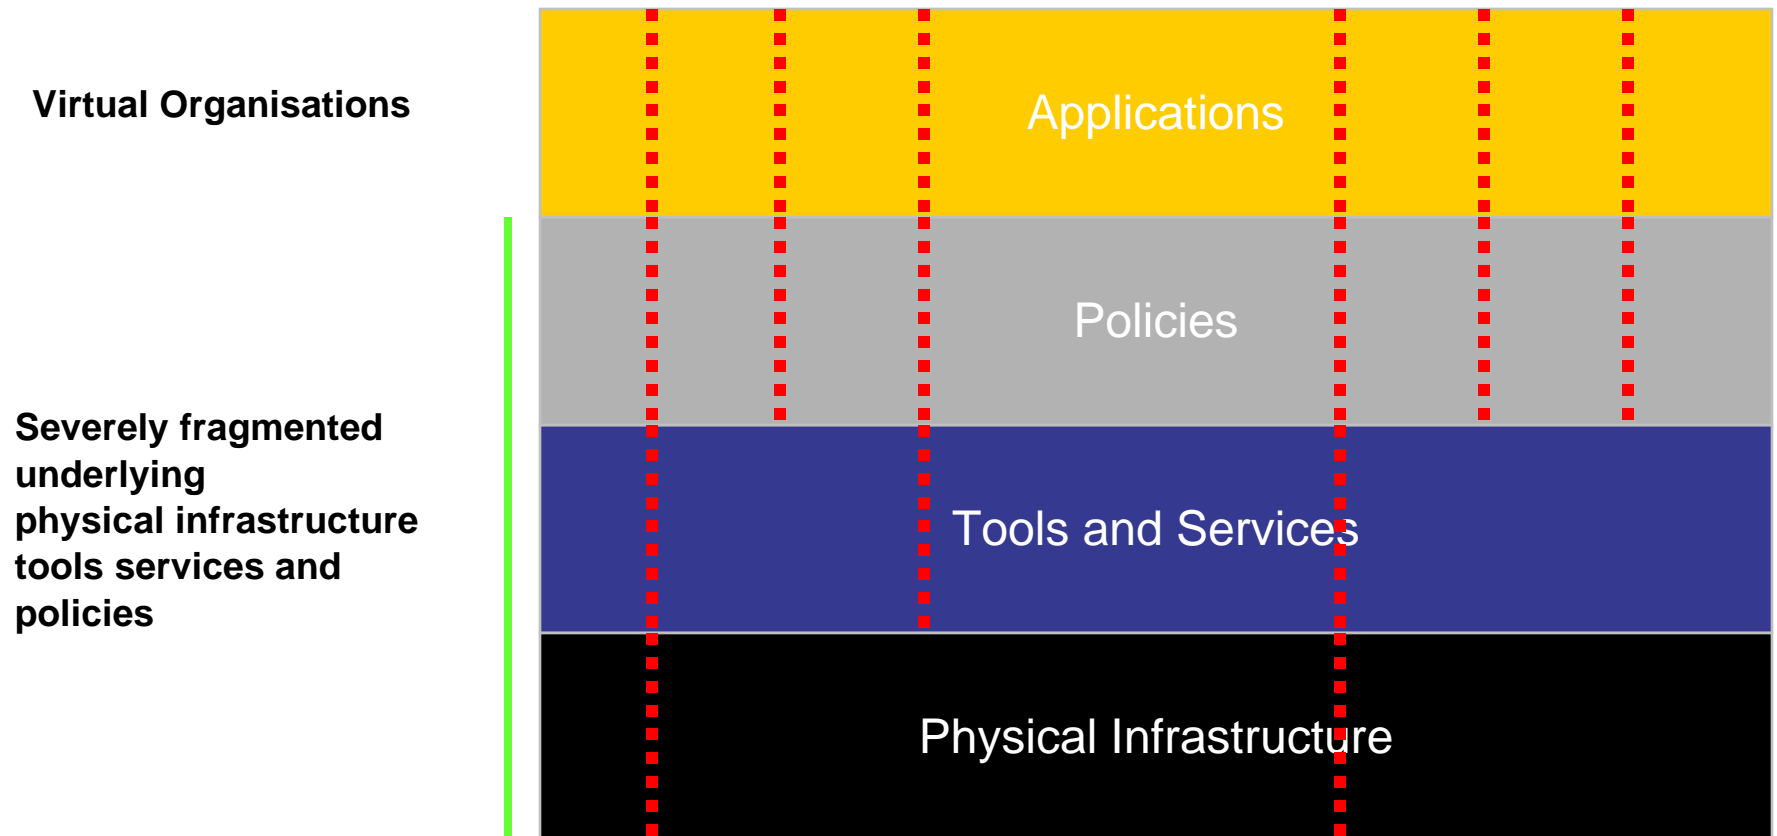 Virtual Organisations
Applications
Policies
Severely fragmented
underlying
physical infrastructure
tools services and
policies
Tools and Services
Physical Infrastructure